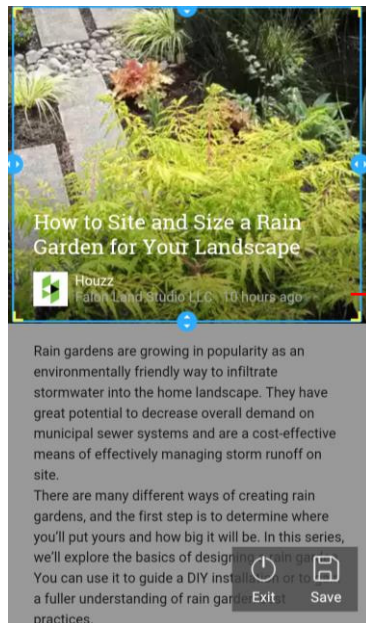 How to Site and Size a Rain
Garden for Your Landscape
Houzz
Falon Land Studio LLC · 10 hours ago
Rain gardens are growing in popularity as an
environmentally friendly way to infiltrate
stormwater into the home landscape. They have
great potential to decrease overall demand on
municipal sewer systems and are a cost-effective
means of effectively managing storm runoff on
site.
There are many different ways of creating rain
gardens, and the first step is to determine where
you'll put yours and how big it will be. In this series,
we'll explore the basics of designing a rain garden.
You can use it to guide a DIY installation or to
a fuller understanding of rain garden
practices.
Exit
Save